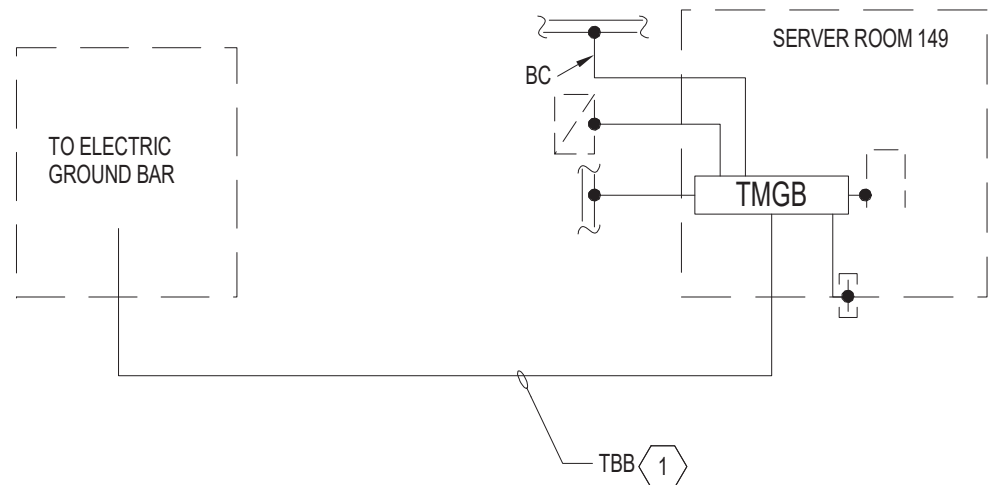 SERVER ROOM 149
BC
TO ELECTRIC
GROUND BAR
TMGB
TBB 1